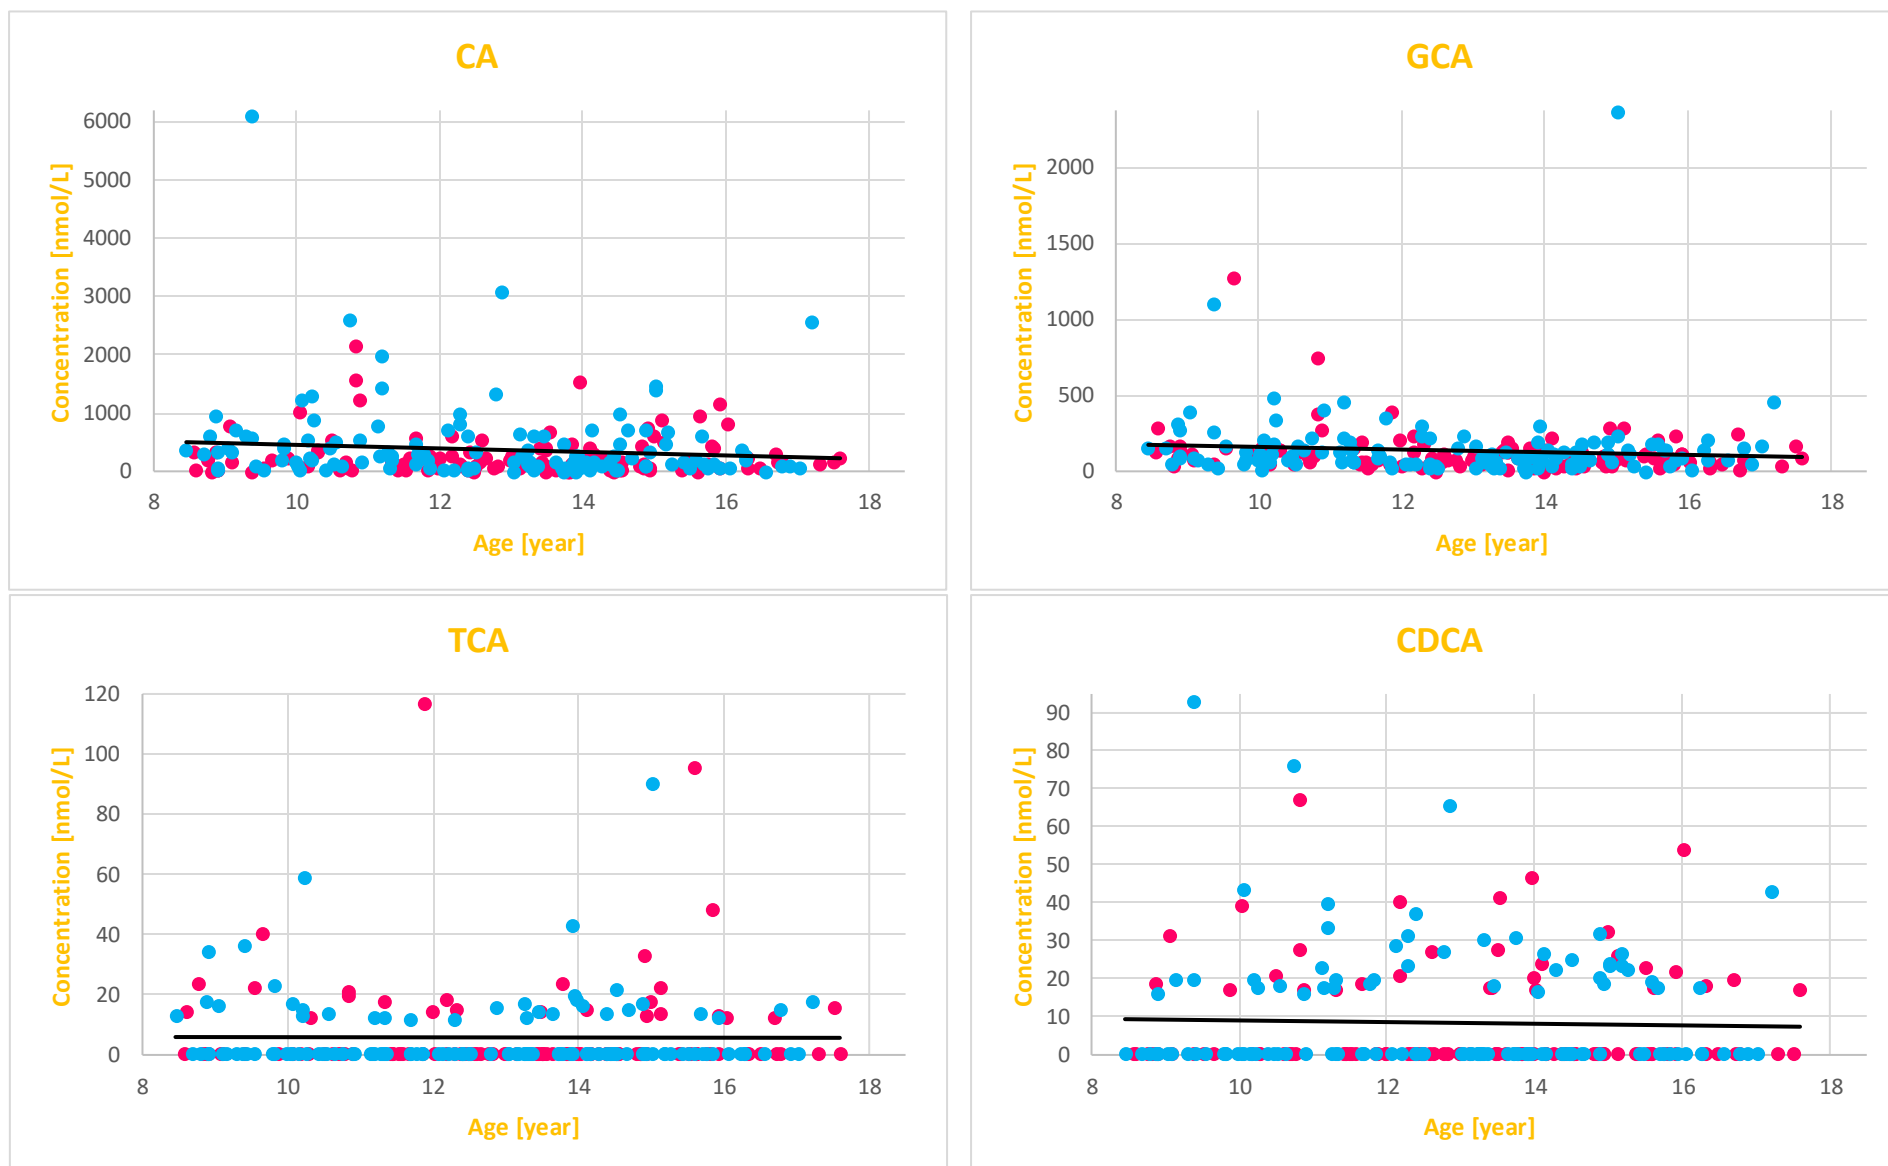 CA
Concentration [nmol/L]
6000
5000
4000
3000
2000
1000
0
8 10 12 14 16 18
Age [year]
GCA
Concentration [nmol/L]
2000
1500
1000
500
0
8 10 12 14 16 18
Age [year]
TCA
Concentration [nmol/L]
120
100
80
60
40
20
0
8 10 12 14 16 18
Age [year]
CDCA
Concentration [nmol/L]
90
80
70
60
50
40
30
20
10
0
8 10 12 14 16 18
Age [year]